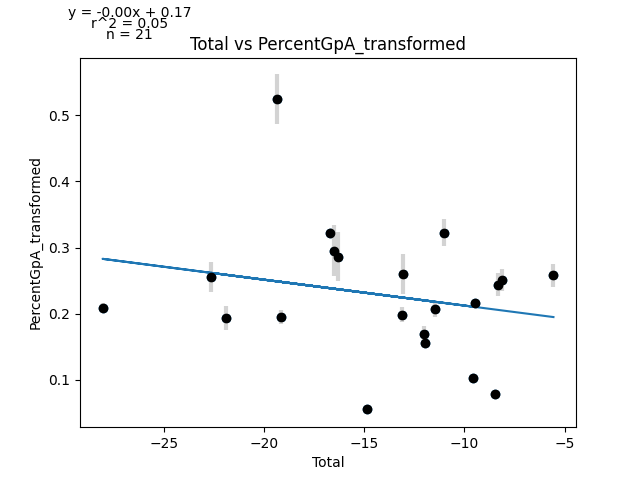 y = -0.00x + 0.17
r^2 = 0.05
n = 21
Total vs PercentGpA_transformed
PercentGpA_transformed
0.5
0.4
0.3
0.2
0.1
−25
−20
−15
−10
−5
Total